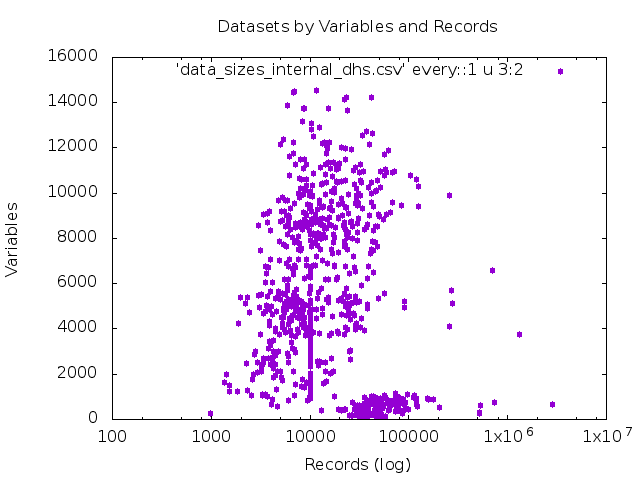 Datasets by Variables and Records
'data_sizes_internal_dhs.csv' every::1 u 3:2
16000
14000
12000
10000
8000
6000
4000
2000
0
Variables
100 1000 10000 100000 1x10^6 1x10^7
Records (log)